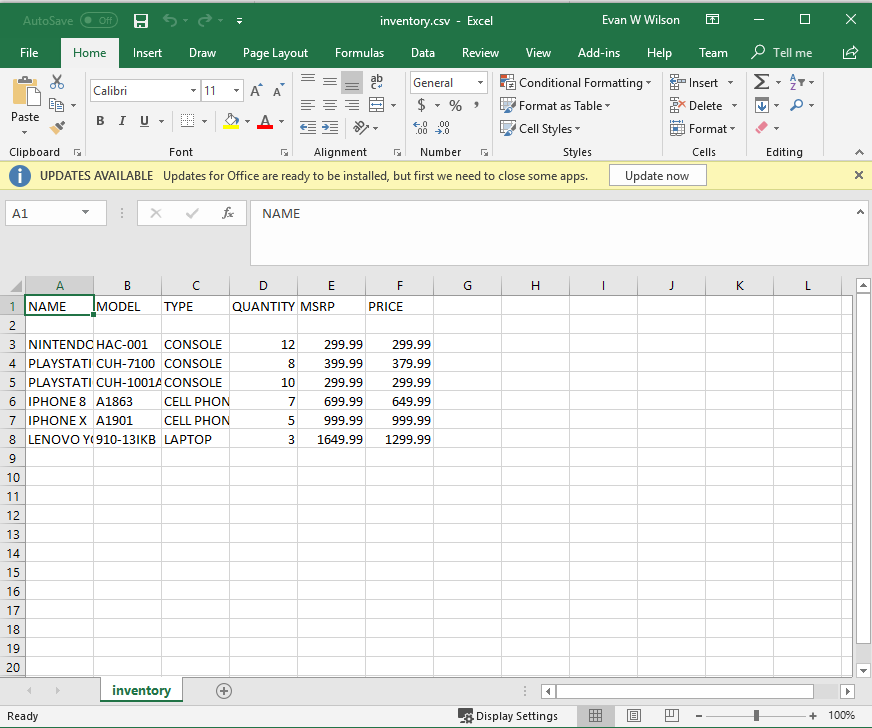 AutoSave Off inventory.csv - Excel Evan W Wilson
File Home Insert Draw Page Layout Formulas Data Review View Add-ins Help Team Tell me
Calibri 11 General Conditional Formatting Insert
Paste $ % Format as Table Delete
B I U A Cell Styles Format
Clipboard Font Alignment Number Styles Cells Editing
UPDATES AVAILABLE Updates for Office are ready to be installed, but first we need to close some apps. Update now
A1 fx NAME
A B C D E F G H I J K L
1 NAME MODEL TYPE QUANTITY MSRP PRICE
2
3 NINTENDO HAC-001 CONSOLE 12 299.99 299.99
4 PLAYSTATI CUH-7100 CONSOLE 8 399.99 379.99
5 PLAYSTATI CUH-1001A CONSOLE 10 299.99 299.99
6 IPHONE 8 A1863 CELL PHON 7 699.99 649.99
7 IPHONE X A1901 CELL PHON 5 999.99 999.99
8 LENOVO YO 910-13IKB LAPTOP 3 1649.99 1299.99
9
10
11
12
13
14
15
16
17
18
19
20
inventory
Ready Display Settings 100%